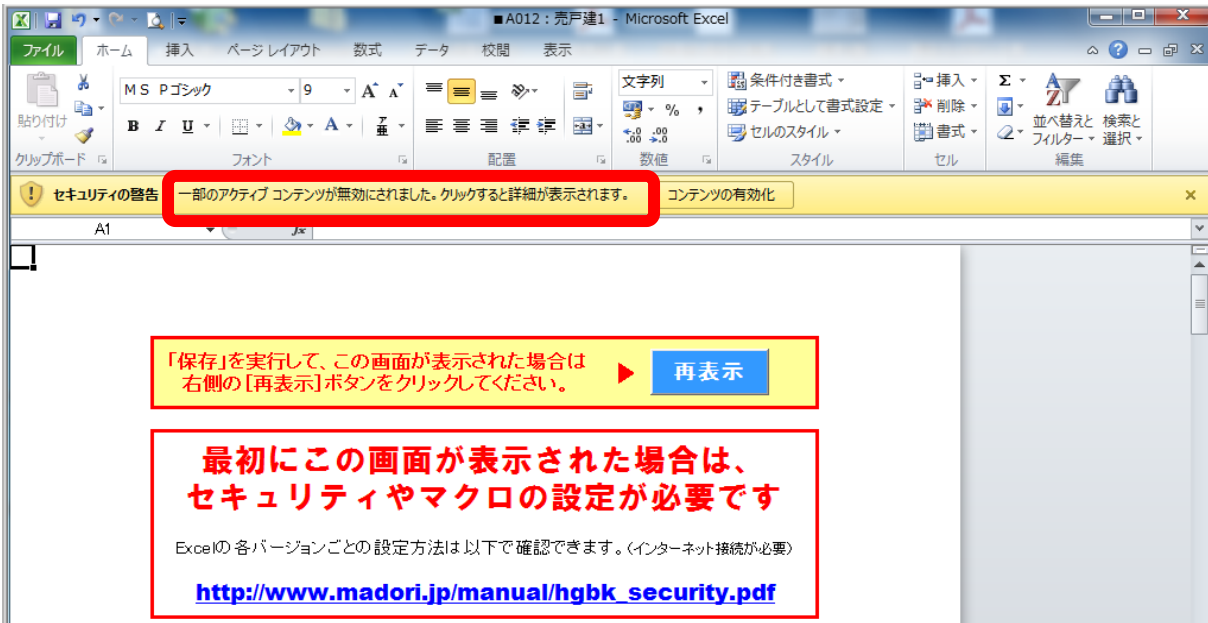 ■A012：売戸建1 - Microsoft Excel
ファイル ホーム 挿入 ページ レイアウト 数式 データ 校閲 表示
貼り付け
クリップボード
ＭＳ Ｐゴシック 9
B I U A
フォント
配置
文字列
% ,
数値
条件付き書式
テーブルとして書式設定
セルのスタイル
スタイル
挿入
削除
書式
セル
Σ
並べ替えと
フィルター
検索と
選択
編集
セキュリティの警告 一部のアクティブ コンテンツが無効にされました。クリックすると詳細が表示されます。 コンテンツの有効化
A1 fx
「保存」を実行して、この画面が表示された場合は
右側の[再表示]ボタンをクリックしてください。
再表示
最初にこの画面が表示された場合は、
セキュリティやマクロの設定が必要です
Excelの各バージョンごとの設定方法は以下で確認できます。(インターネット接続が必要)
http://www.madori.jp/manual/hgbk_security.pdf